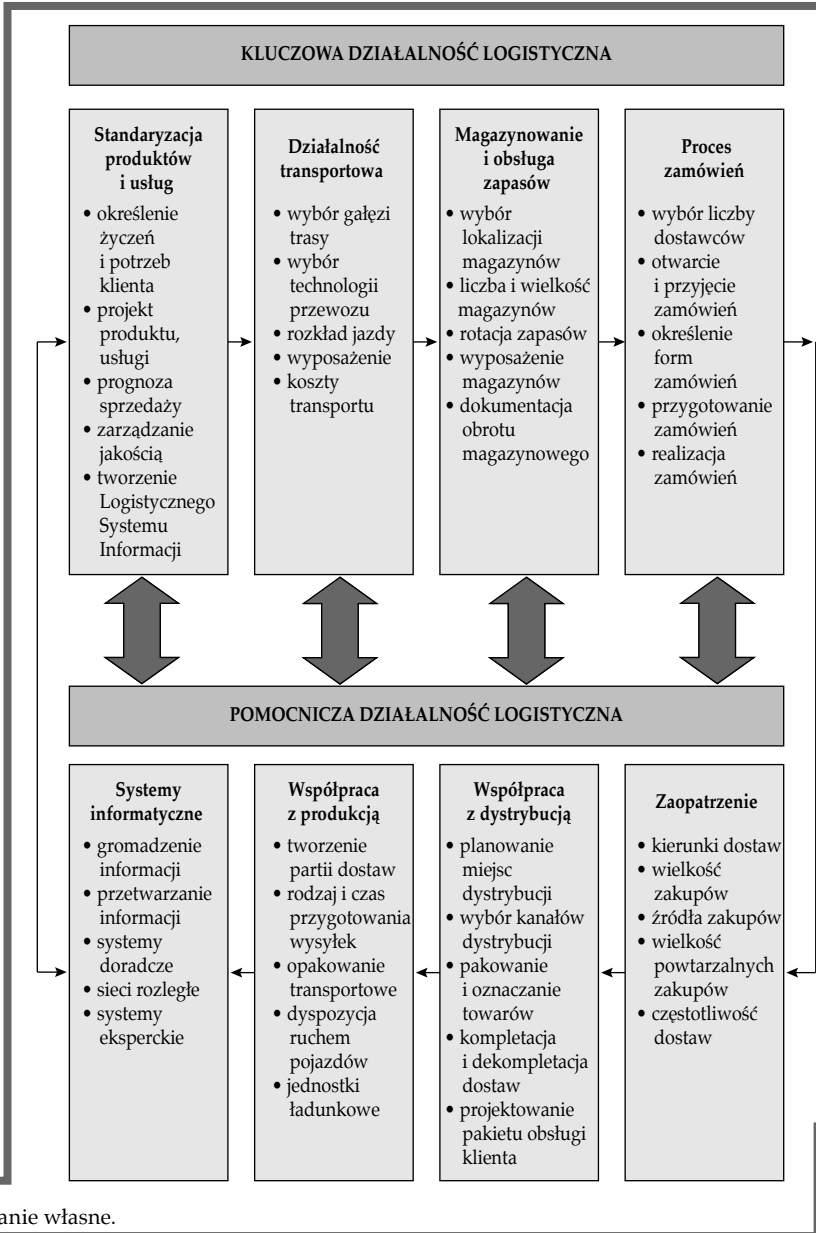 KLUCZOWA DZIAŁALNOŚĆ LOGISTYCZNA
Standaryzacja
produktów
i usług
• określenie
życzeń
i potrzeb
klienta
• projekt
produktu,
usługi
• prognoza
sprzedaży
• zarządzanie
jakością
• tworzenie
Logistycznego
Systemu
Informacji
Działalność
transportowa
• wybór gałęzi
trasy
• wybór
technologii
przewozu
• rozkład jazdy
• wyposażenie
• koszty
transportu
Magazynowanie
i obsługa
zapasów
• wybór
lokalizacji
magazynów
• liczba i wielkość
magazynów
• rotacja zapasów
• wyposażenie
magazynów
• dokumentacja
obrotu
magazynowego
Proces
zamówień
• wybór liczby
dostawców
• otwarcie
i przyjęcie
zamówień
• określenie
form
zamówień
• przygotowanie
zamówień
• realizacja
zamówień
POMOCNICZA DZIAŁALNOŚĆ LOGISTYCZNA
Systemy
informatyczne
• gromadzenie
informacji
• przetwarzanie
informacji
• systemy
doradcze
• sieci rozległe
• systemy
eksperckie
Współpraca
z produkcją
• tworzenie
partii dostaw
• rodzaj i czas
przygotowania
wysyłek
• opakowanie
transportowe
• dyspozycja
ruchem
pojazdów
• jednostki
ładunkowe
Współpraca
z dystrybucją
• planowanie
miejsc
dystrybucji
• wybór kanałów
dystrybucji
• pakowanie
i oznaczanie
towarów
• kompletacja
i dekompletacja
dostaw
• projektowanie
pakietu obsługi
klienta
Zaopatrzenie
• kierunki dostaw
• wielkość
zakupów
• źródła zakupów
• wielkość
powtarzalnych
zakupów
• częstotliwość
dostaw
anie własne.